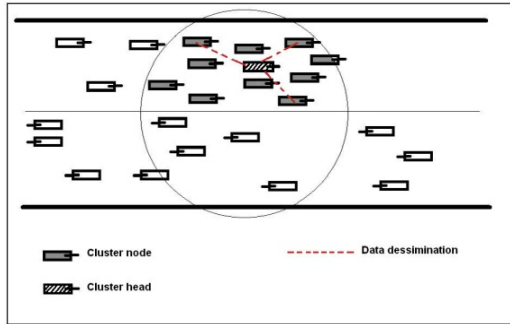 Cluster node
Data dessimination
Cluster head